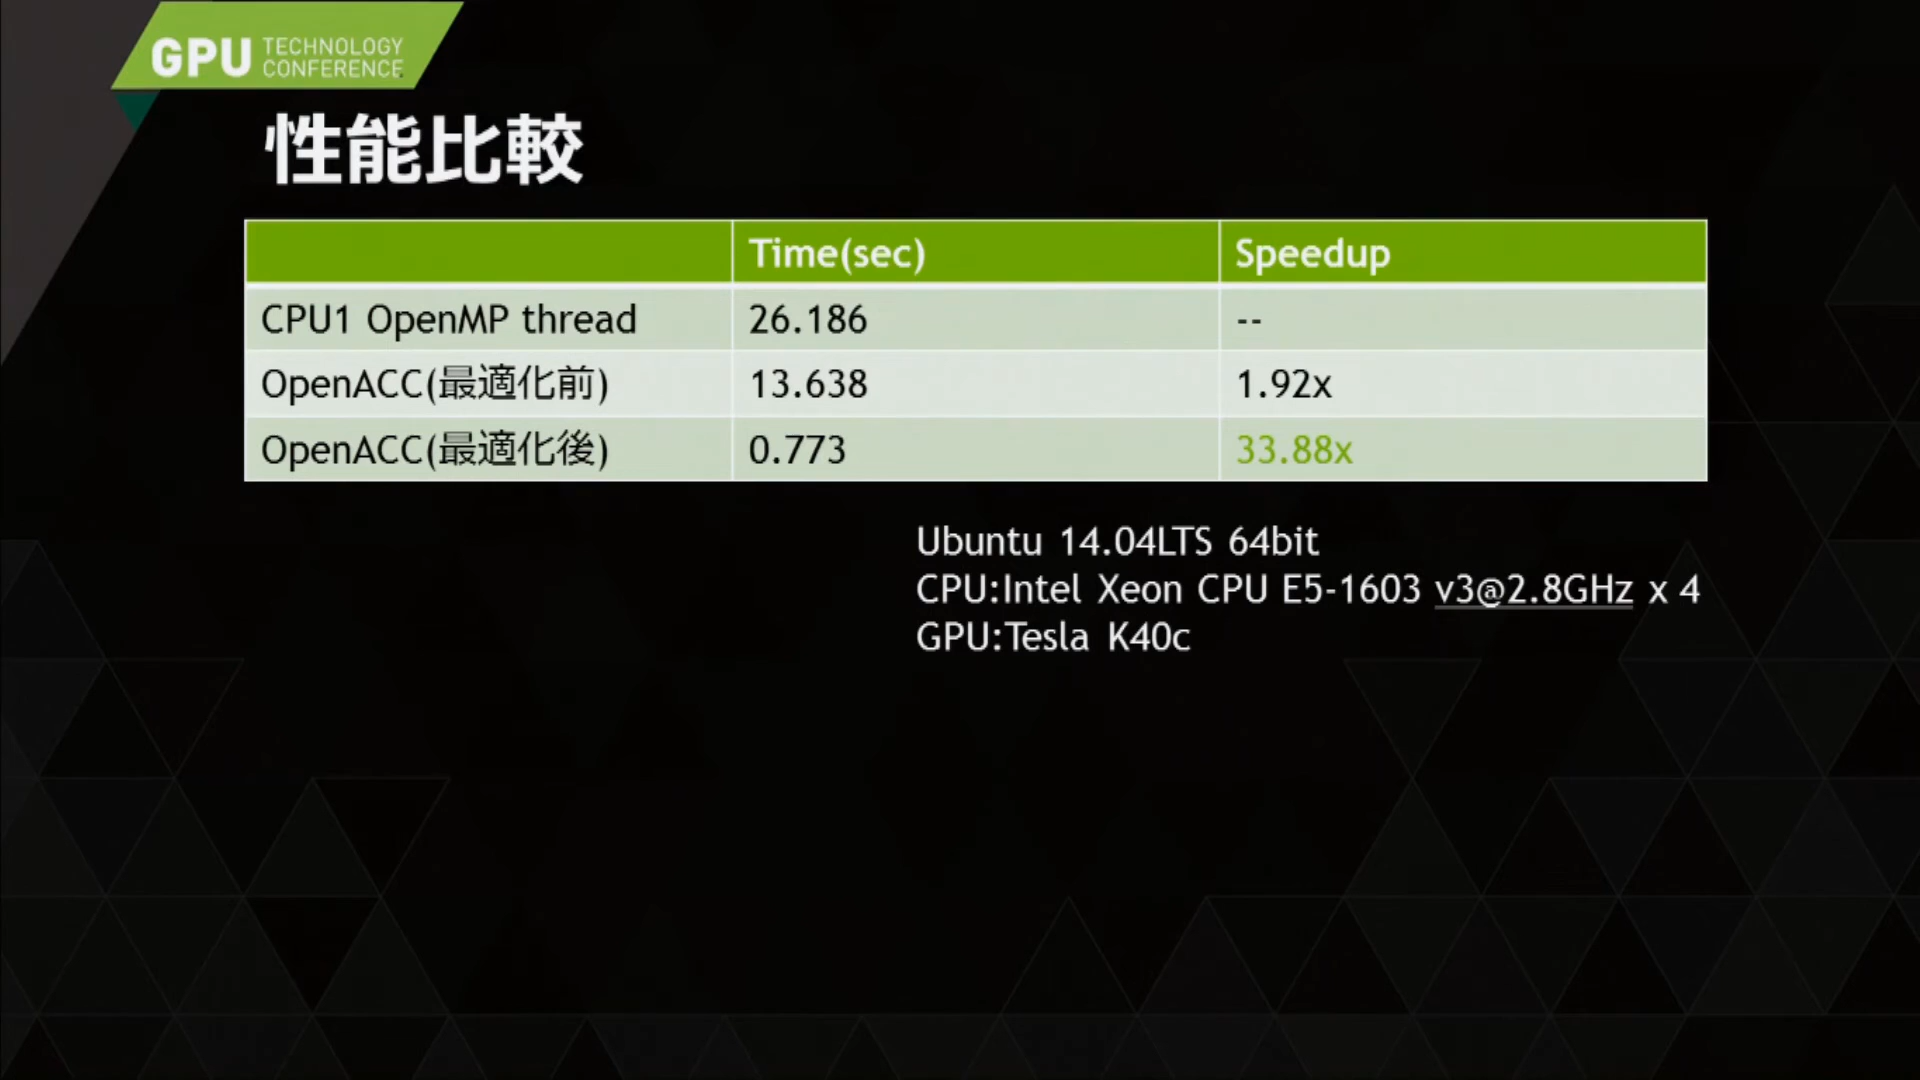 GPU TECHNOLOGY CONFERENCE
性能比較
Time(sec) Speedup
CPU1 OpenMP thread 26.186 --
OpenACC(最適化前) 13.638 1.92x
OpenACC(最適化後) 0.773 33.88x
Ubuntu 14.04LTS 64bit
CPU:Intel Xeon CPU E5-1603 v3@2.8GHz x 4
GPU:Tesla K40c